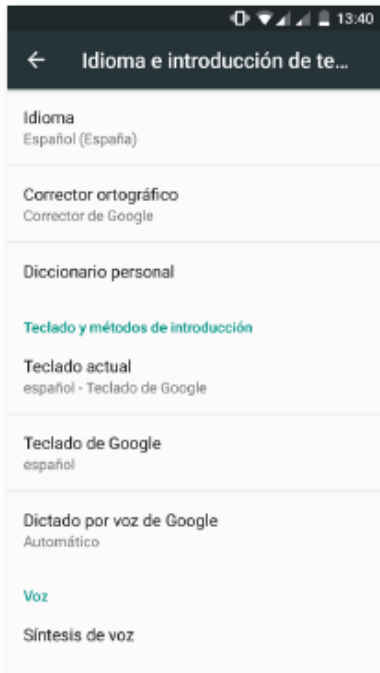 13:40
Idioma e introducción de te...
Idioma
Español (España)
Corrector ortográfico
Corrector de Google
Diccionario personal
Teclado y métodos de introducción
Teclado actual
español - Teclado de Google
Teclado de Google
español
Dictado por voz de Google
Automático
Voz
Síntesis de voz